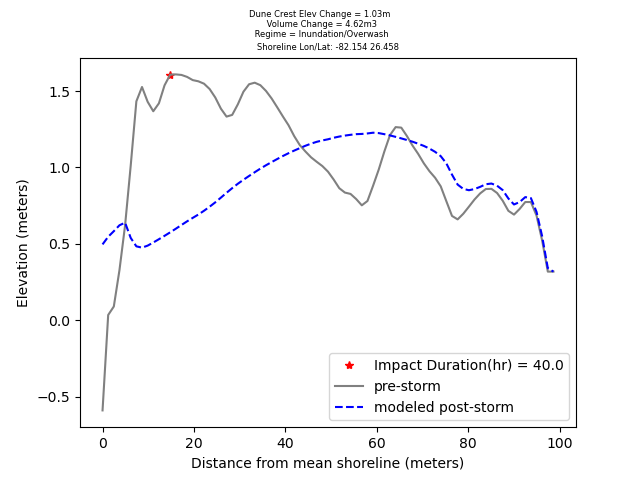 Dune Crest Elev Change = 1.03m
Volume Change = 4.62m3
Regime = Inundation/Overwash
Shoreline Lon/Lat: -82.154 26.458
1.5
1.0
0.5
0.0
−0.5
Elevation (meters)
Impact Duration(hr) = 40.0
pre-storm
modeled post-storm
0 20 40 60 80 100
Distance from mean shoreline (meters)